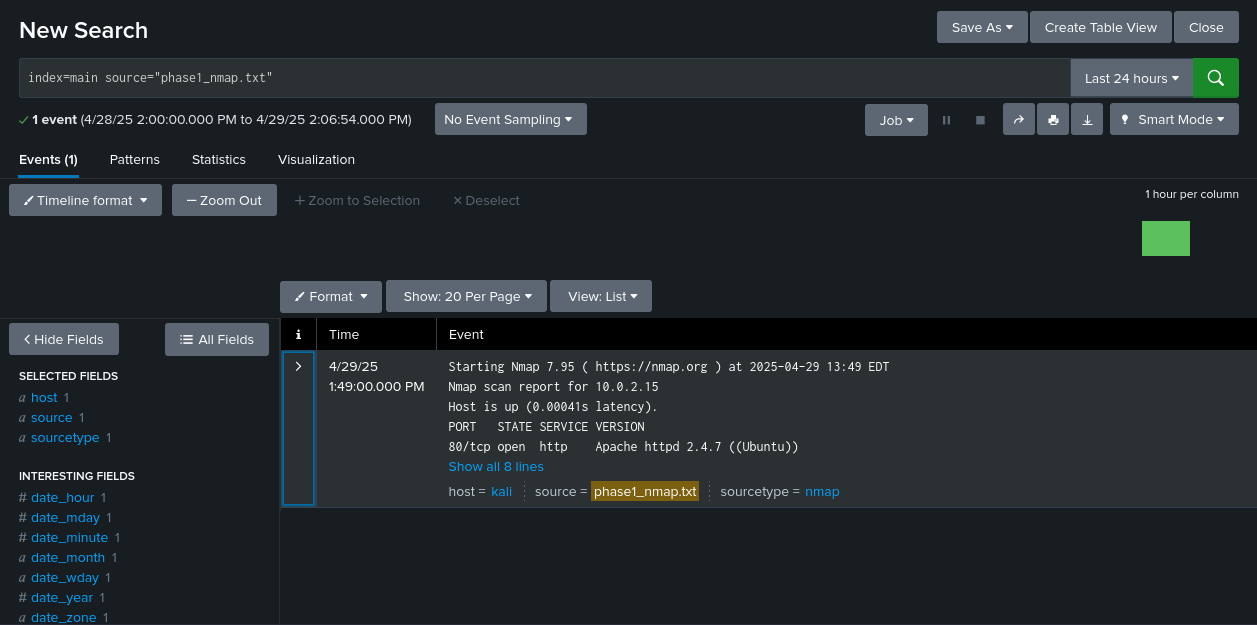 New Search
Save As
Create Table View
Close
index=main source="phase1_nmap.txt"
Last 24 hours
1 event (4/28/25 2:00:00.000 PM to 4/29/25 2:06:54.000 PM)
No Event Sampling
Job
Smart Mode
Events (1)
Patterns
Statistics
Visualization
Timeline format
— Zoom Out
+ Zoom to Selection
× Deselect
1 hour per column
Format
Show: 20 Per Page
View: List
< Hide Fields
All Fields
i
Time
Event
SELECTED FIELDS
a host 1
a source 1
a sourcetype 1
INTERESTING FIELDS
# date_hour 1
# date_mday 1
# date_minute 1
a date_month 1
a date_wday 1
# date_year 1
a date_zone 1
>
4/29/25
1:49:00.000 PM
Starting Nmap 7.95 ( https://nmap.org ) at 2025-04-29 13:49 EDT
Nmap scan report for 10.0.2.15
Host is up (0.00041s latency).
PORT   STATE SERVICE VERSION
80/tcp open  http    Apache httpd 2.4.7 ((Ubuntu))
Show all 8 lines
host = kali
source = phase1_nmap.txt
sourcetype = nmap